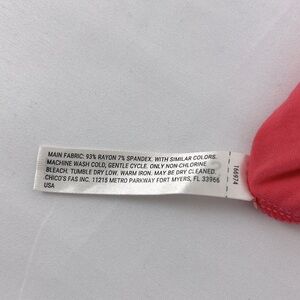 MAIN FABRIC: 93% RAYON 7% SPANDEX. WITH SIMILAR COLORS.
MACHINE WASH COLD, GENTLE CYCLE. ONLY NON-CHLORINE
BLEACH. TUMBLE DRY LOW. WARM IRON. MAY BE DRY CLEANED.
CHICO'S FAS INC. 11215 METRO PARKWAY FORT MYERS, FL 33966
USA
166974